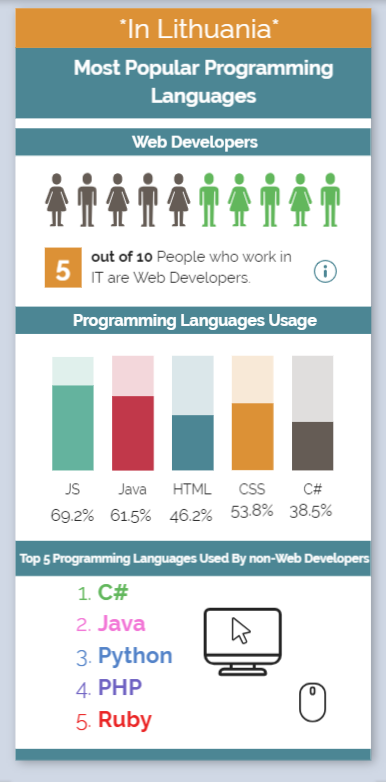 *In Lithuania*
Most Popular Programming
Languages
Web Developers
5 out of 10 People who work in
IT are Web Developers.
i
Programming Languages Usage
JS Java HTML CSS C#
69.2% 61.5% 46.2% 53.8% 38.5%
Top 5 Programming Languages Used By non-Web Developers
1. C#
2. Java
3. Python
4. PHP
5. Ruby